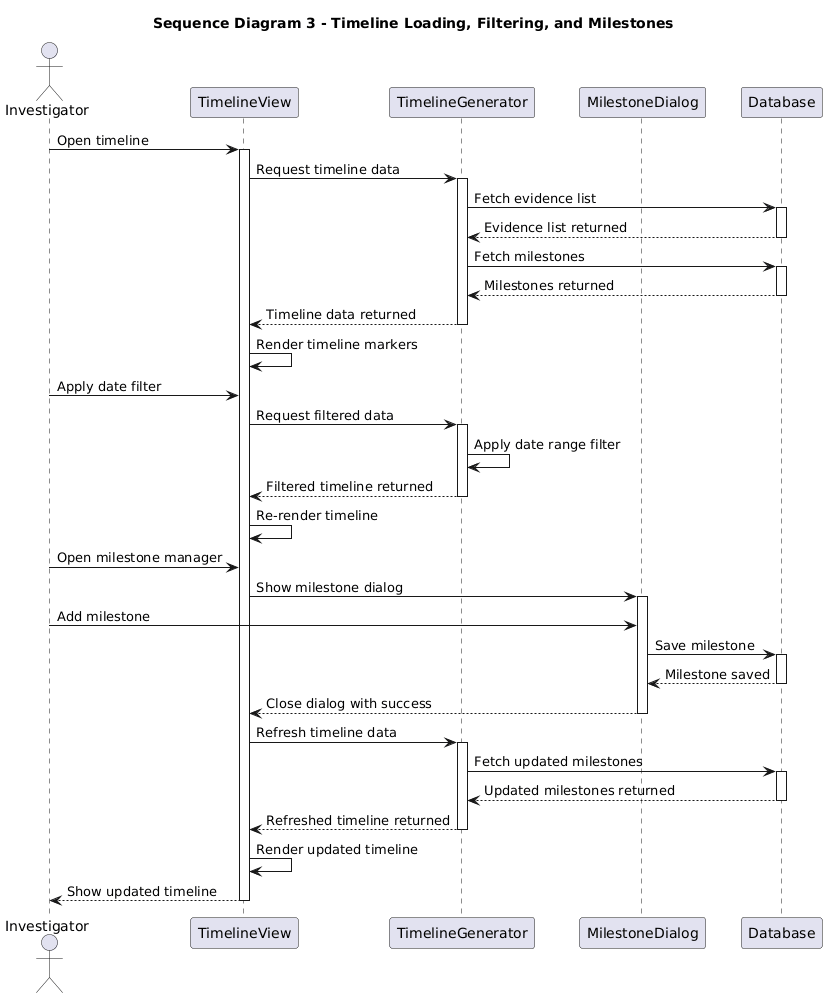 Sequence Diagram 3 - Timeline Loading, Filtering, and Milestones
Investigator
TimelineView
TimelineGenerator
MilestoneDialog
Database
Open timeline
Request timeline data
Fetch evidence list
Evidence list returned
Fetch milestones
Milestones returned
Timeline data returned
Render timeline markers
Apply date filter
Request filtered data
Apply date range filter
Filtered timeline returned
Re-render timeline
Open milestone manager
Show milestone dialog
Add milestone
Save milestone
Milestone saved
Close dialog with success
Refresh timeline data
Fetch updated milestones
Updated milestones returned
Refreshed timeline returned
Render updated timeline
Show updated timeline
Investigator
TimelineView
TimelineGenerator
MilestoneDialog
Database